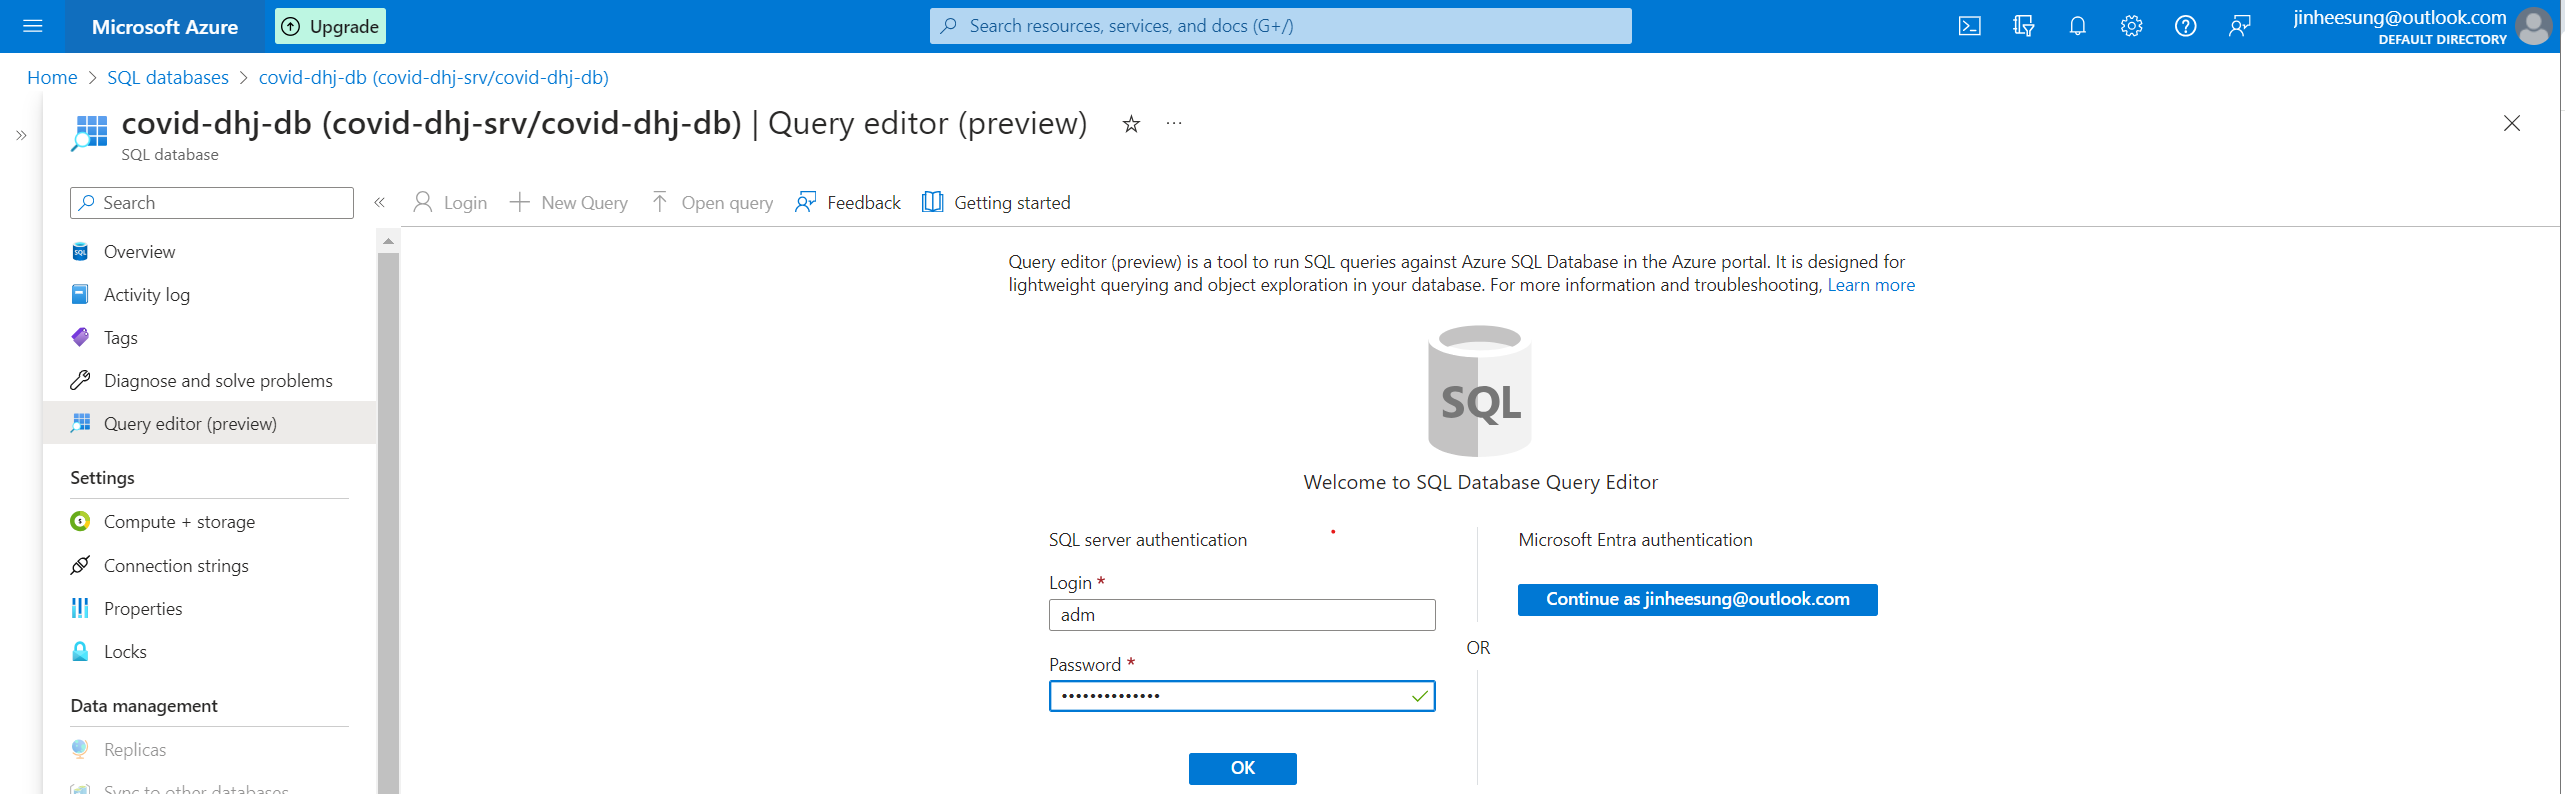 Microsoft Azure
Upgrade
Search resources, services, and docs (G+/)
jinheesung@outlook.com
DEFAULT DIRECTORY
Home > SQL databases > covid-dhj-db (covid-dhj-srv/covid-dhj-db)
covid-dhj-db (covid-dhj-srv/covid-dhj-db) | Query editor (preview)
SQL database
Search
Login
New Query
Open query
Feedback
Getting started
Overview
Activity log
Tags
Diagnose and solve problems
Query editor (preview)
Settings
Compute + storage
Connection strings
Properties
Locks
Data management
Replicas
Sync to other databases
Query editor (preview) is a tool to run SQL queries against Azure SQL Database in the Azure portal. It is designed for
lightweight querying and object exploration in your database. For more information and troubleshooting, Learn more
SQL
Welcome to SQL Database Query Editor
SQL server authentication
Login *
adm
Password *
••••••••••••••
OK
OR
Microsoft Entra authentication
Continue as jinheesung@outlook.com